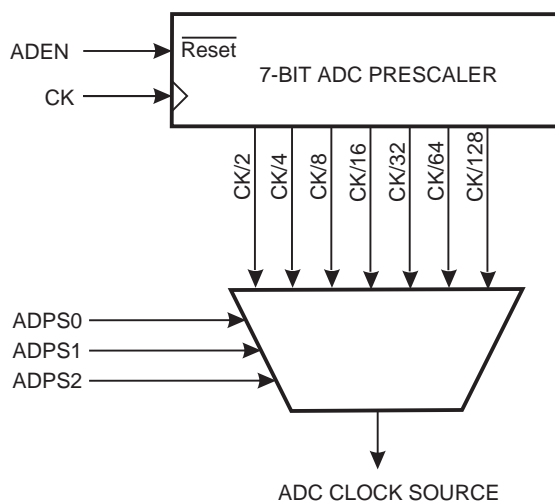 ADEN
Reset
7-BIT ADC PRESCALER
CK
CK/2
CK/4
CK/8
CK/16
CK/32
CK/64
CK/128
ADPS0
ADPS1
ADPS2
ADC CLOCK SOURCE